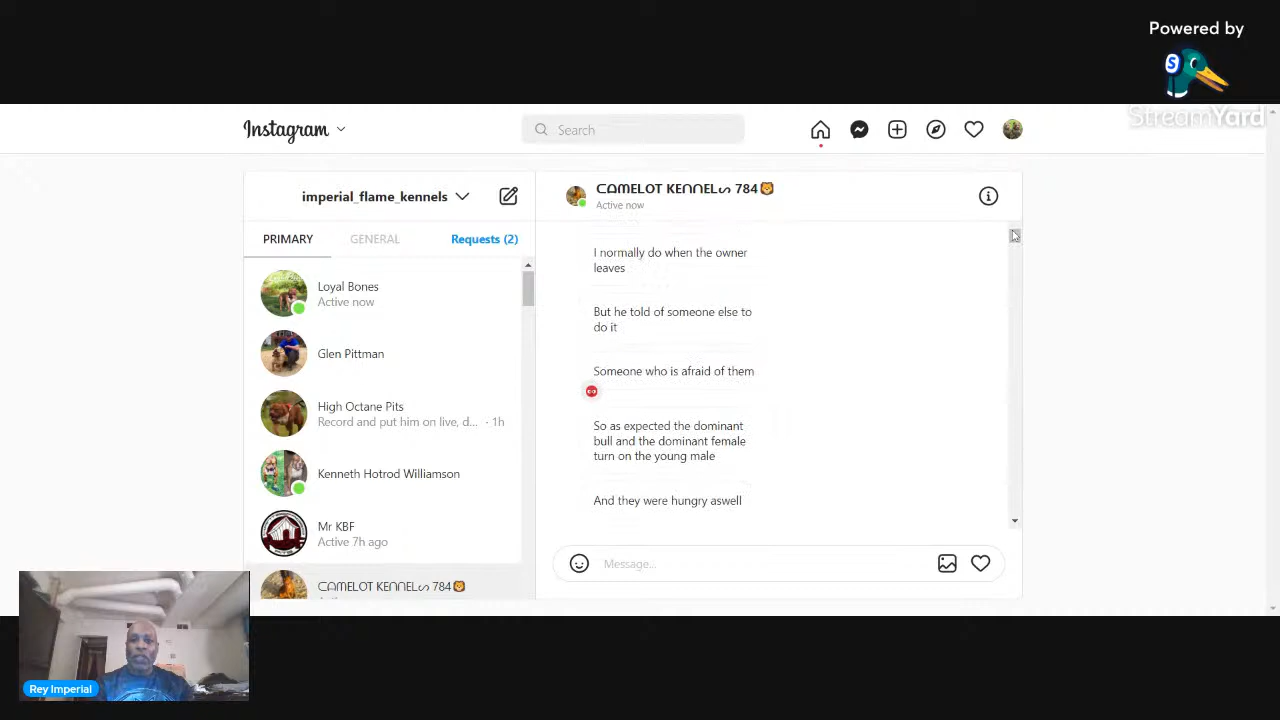 Powered by
StreamYard
Instagram
Search
imperial_flame_kennels
PRIMARY
GENERAL
Requests (2)
Loyal Bones
Active now
Glen Pittman
High Octane Pits
Record and put him on live, d... · 1h
Kenneth Hotrod Williamson
Mr KBF
Active 7h ago
ᑕᗩᗰEᒪOT KEᑎᑎEᒪᔕ 784🦁
ᑕᗩᗰEᒪOT KEᑎᑎEᒪᔕ 784🦁
Active now
I normally do when the owner
leaves
But he told of someone else to
do it
Someone who is afraid of them
So as expected the dominant
bull and the dominant female
turn on the young male
And they were hungry aswell
Message...
Rey Imperial